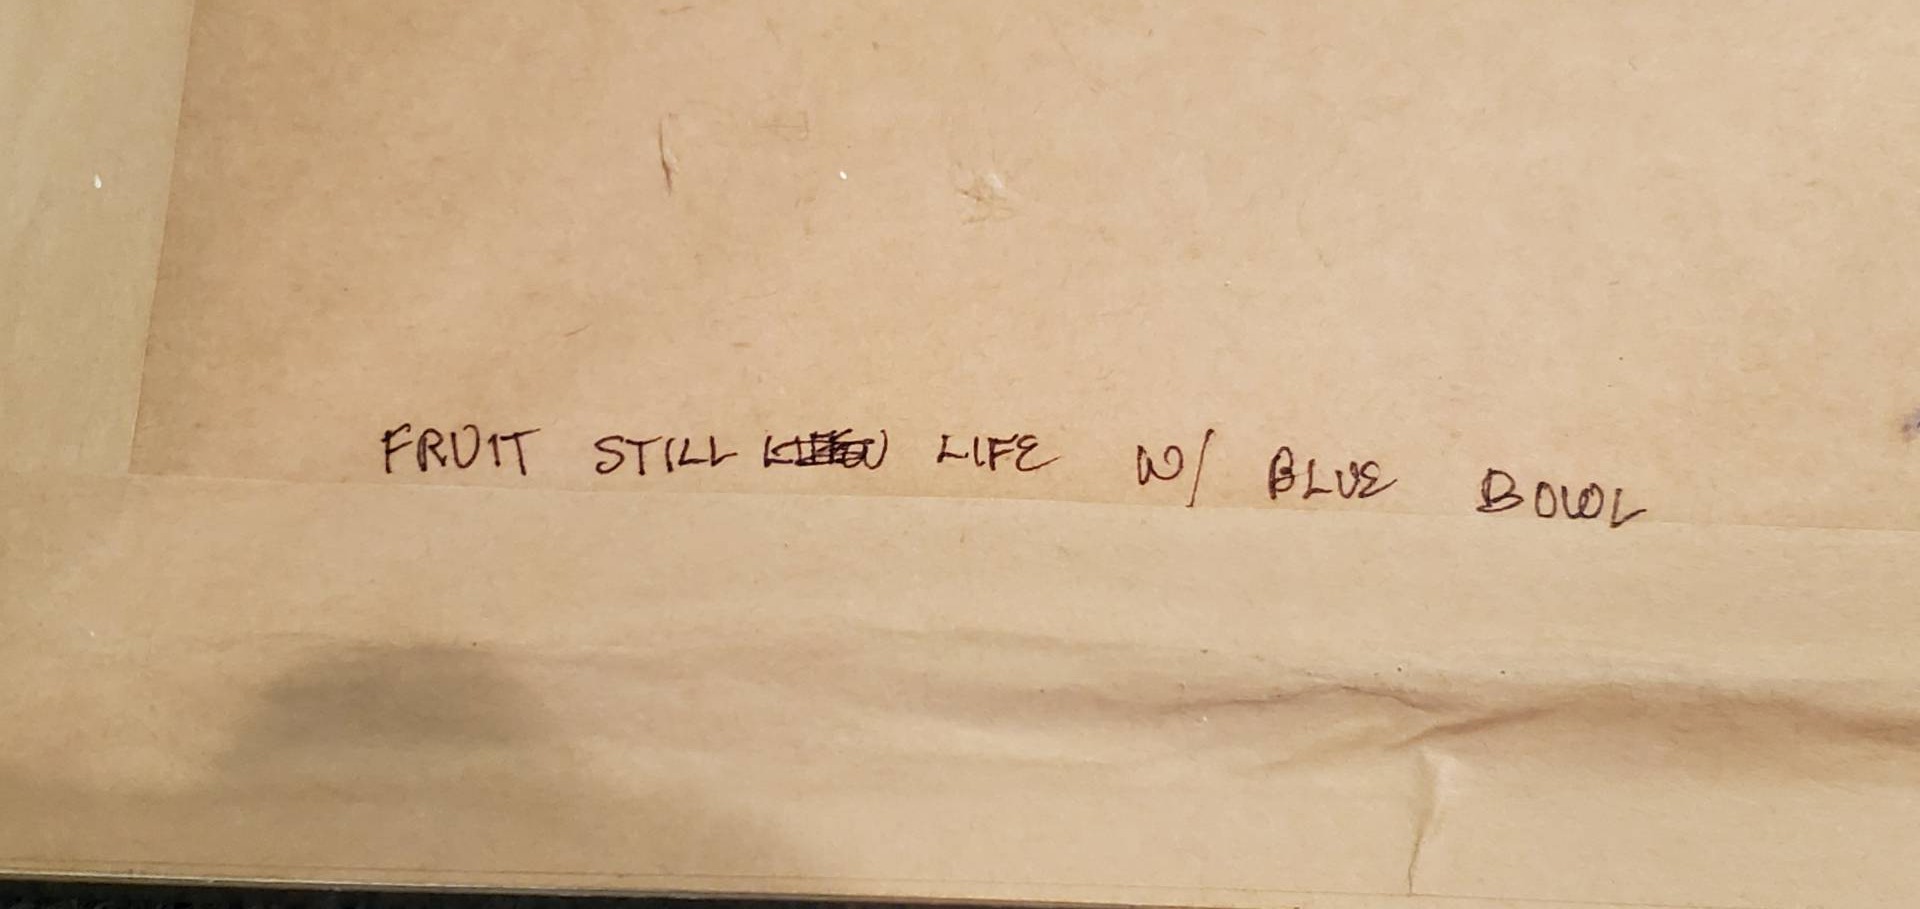 FRUIT STILL LIFE W/ BLUE BOWL